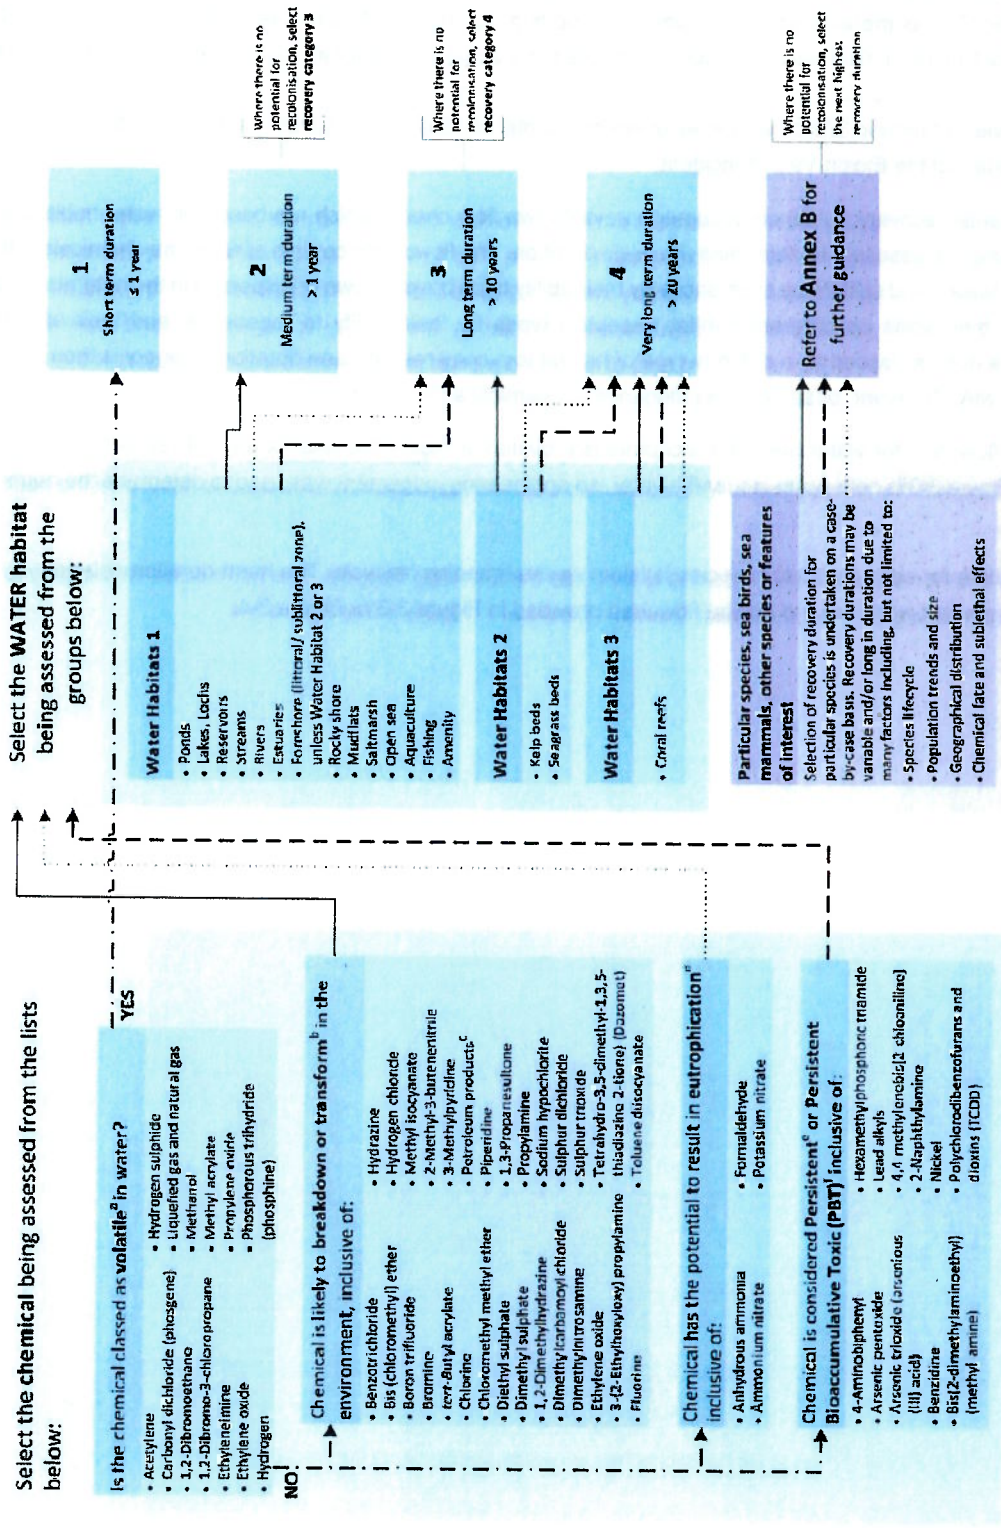 Select the chemical being assessed from the lists
below:
Is the chemical classed as volatileᵃ in water?
• Acetylene
• Carbonyl dichloride (phosgene)
• 1,2-Dibromoethane
• 1,2-Dibromo-3-chloropropane
• Ethyleneimine
• Ethylene oxide
• Hydrogen
• Hydrogen sulphide
• Liquefied gas and natural gas
• Methanol
• Methyl acrylate
• Propylene oxide
• Phosphorous trihydride
(phosphine)
YES
NO
Chemical is likely to breakdown or transformᵇ in the
environment, inclusive of:
• Benzotrichloride
• Bis (chloromethyl) ether
• Boron trifluoride
• Bromine
• tert-Butyl acrylate
• Chlorine
• Chloromethyl methyl ether
• Diethyl sulphate
• Dimethyl sulphate
• 1,2-Dimethylhydrazine
• Dimethylcarbamoyl chloride
• Dimethylnitrosamine
• Ethylene oxide
• 3-(2-Ethylhexyloxy) propylamine
• Fluorine
• Hydrazine
• Hydrogen chloride
• Methyl isocyanate
• 2-Methyl-3-butenenitrile
• 3-Methylpyridine
• Petroleum productsᶜ
• Piperidine
• 1,3-Propanesultone
• Propylamine
• Sodium hypochlorite
• Sulphur dichloride
• Sulphur trioxide
• Tetrahydro-3,5-dimethyl-1,3,5-
thiadiazine 2-tione) (Dazomet)
• Toluene diisocyanate
Chemical has the potential to result in eutrophicationᵈ
inclusive of:
• Anhydrous ammonia
• Ammonium nitrate
• Formaldehyde
• Potassium nitrate
Chemical is considered Persistentᵉ or Persistent
Bioaccumulative Toxic (PBT)ᶠ inclusive of:
• 4-Aminobiphenyl
• Arsenic pentoxide
• Arsenic trioxide (arsenious
(III) acid)
• Benzidine
• Bis(2-dimethylaminoethyl)
(methyl amine)
• Hexamethylphosphoric triamide
• Lead alkyls
• 4,4 methylenebis[2 chloaniline]
• 2-Naphthylamine
• Nickel
• Polychlorodibenzofurans and
dioxins (TCDD)
Select the WATER habitat
being assessed from the
groups below:
Water Habitats 1
• Ponds
• Lakes, Lochs
• Reservoirs
• Streams
• Rivers
• Estuaries
• Foreshore (littoral/ sublittoral zone),
unless Water Habitat 2 or 3
• Rocky shore
• Mudflats
• Saltmarsh
• Open sea
• Aquaculture
• Fishing
• Amenity
Water Habitats 2
• Kelp beds
• Seagrass beds
Water Habitats 3
• Coral reefs
Particular species, sea birds, sea
mammals, other species or features
of interest
Selection of recovery durations for
particular species is undertaken on a case-
by-case basis. Recovery durations may be
variable and/or long in duration due to
many factors including, but not limited to:
• Species lifecycle
• Population trends and size
• Geographical distribution
• Chemical fate and sublethal effects
1
Short term duration
≤ 1 year
2
Medium term duration
> 1 year
3
Long term duration
> 10 years
4
Very long term duration
> 20 years
Refer to Annex B for
further guidance
Where there is no
potential for
recolonisation, select
recovery category 3
Where there is no
potential for
recolonisation, select
recovery category 4
Where there is no
potential for
recolonisation, select
the next highest
recovery duration